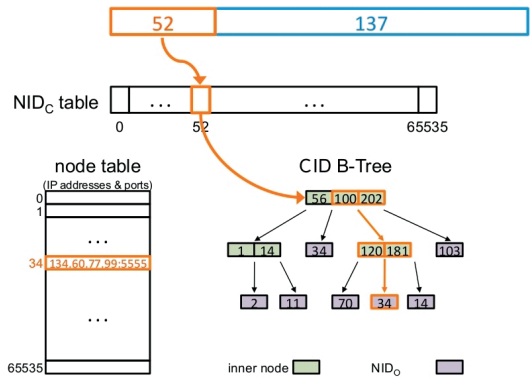 52 137
NID_C table
... ...
0 52 65535
node table
(IP addresses & ports)
0
1
...
34 134.60.77.99:5555
...
65535
CID B-Tree
56 100 202
1 14 34 120 181 103
2 11 70 34 14
inner node NID_O